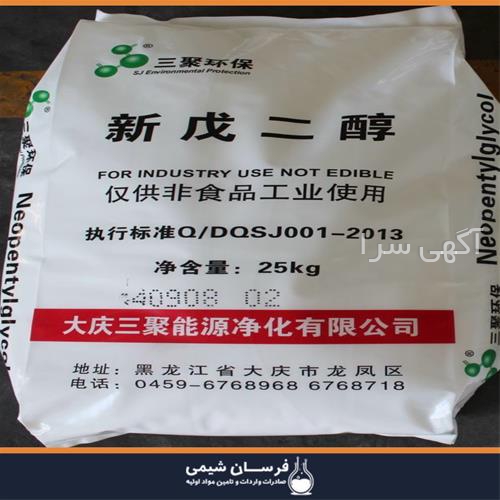 三聚环保
SJ Environmental Protection
新戊二醇
FOR INDUSTRY USE NOT EDIBLE
仅供非食品工业使用
执行标准Q/DQSJ001-2013
净含量：25kg
40908 02
大庆三聚能源净化有限公司
地址：黑龙江省大庆市龙凤区
电话：0459-6768968 6768718
三聚环保
Neopentylglycol
Neopentylglycol
三聚环保
آگهی سرا
فرسان شیمی
صادرات واردات و تامین مواد اولیه